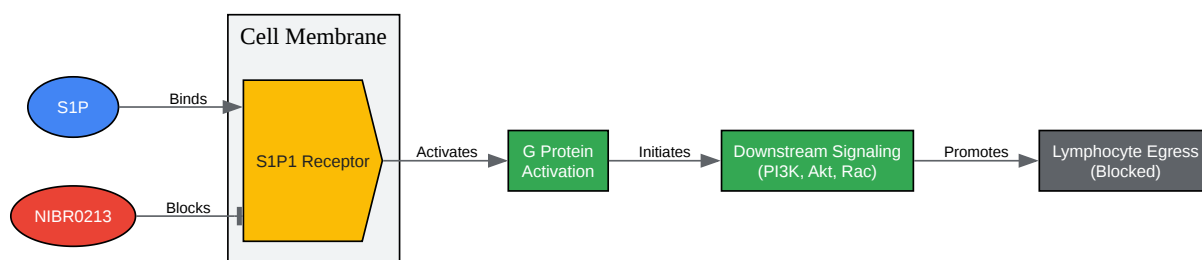 Cell Membrane
S1P
Binds
S1P1 Receptor
NIBR0213
Blocks
Activates
G Protein
Activation
Initiates
Downstream Signaling
(PI3K, Akt, Rac)
Promotes
Lymphocyte Egress
(Blocked)